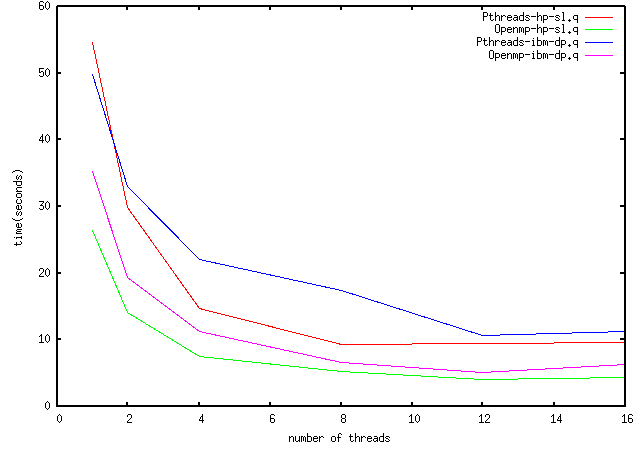 60
50
40
30
20
10
0
time(seconds)
Pthreads-hp-sl.q
Openmp-hp-sl.q
Pthreads-ibm-dp.q
Openmp-ibm-dp.q
0 2 4 6 8 10 12 14 16
number of threads